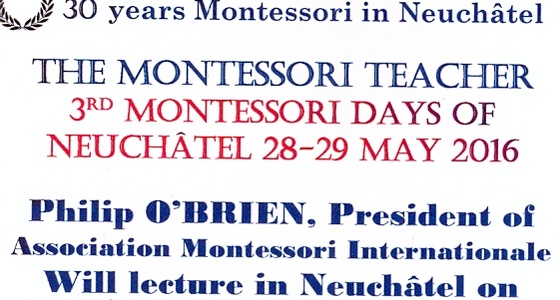 30 years Montessori in Neuchâtel
THE MONTESSORI TEACHER
3RD MONTESSORI DAYS OF
NEUCHÂTEL 28-29 MAY 2016
Philip O'BRIEN, President of
Association Montessori Internationale
Will lecture in Neuchâtel on